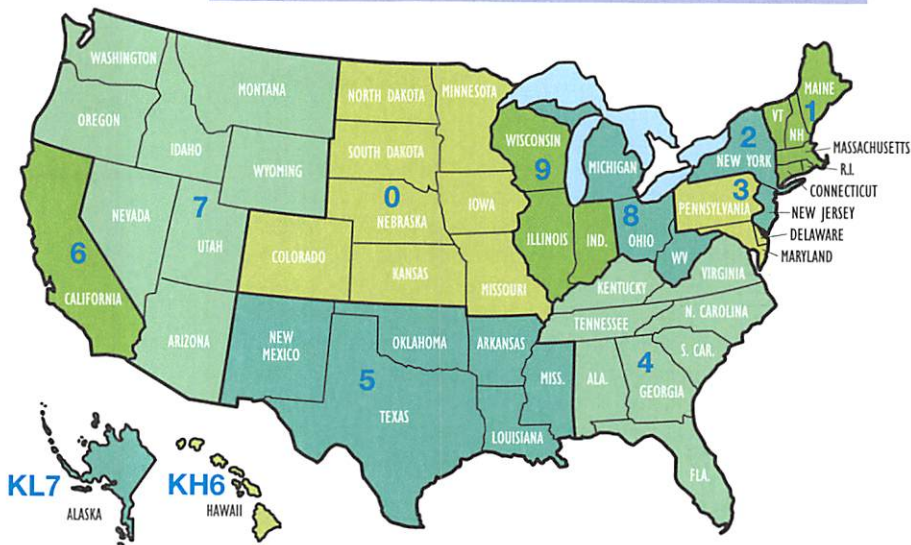 WASHINGTON
OREGON
IDAHO
MONTANA
WYOMING
NEVADA
7
UTAH
ARIZONA
6
CALIFORNIA
NORTH DAKOTA
SOUTH DAKOTA
0
NEBRASKA
KANSAS
COLORADO
MINNESOTA
IOWA
MISSOURI
WISCONSIN
9
ILLINOIS
IND.
MICHIGAN
8
OHIO
WV
2
NEW YORK
NEW JERSEY
3
PENNSYLVANIA
DELAWARE
MARYLAND
MAINE
1
VT
NH
MASSACHUSETTS
R.I.
CONNECTICUT
KENTUCKY
VIRGINIA
TENNESSEE
N. CAROLINA
S. CAR.
4
GEORGIA
ALA.
FLA.
NEW
MEXICO
OKLAHOMA
ARKANSAS
5
TEXAS
LOUISIANA
MISS.
KL7
ALASKA
KH6
HAWAII